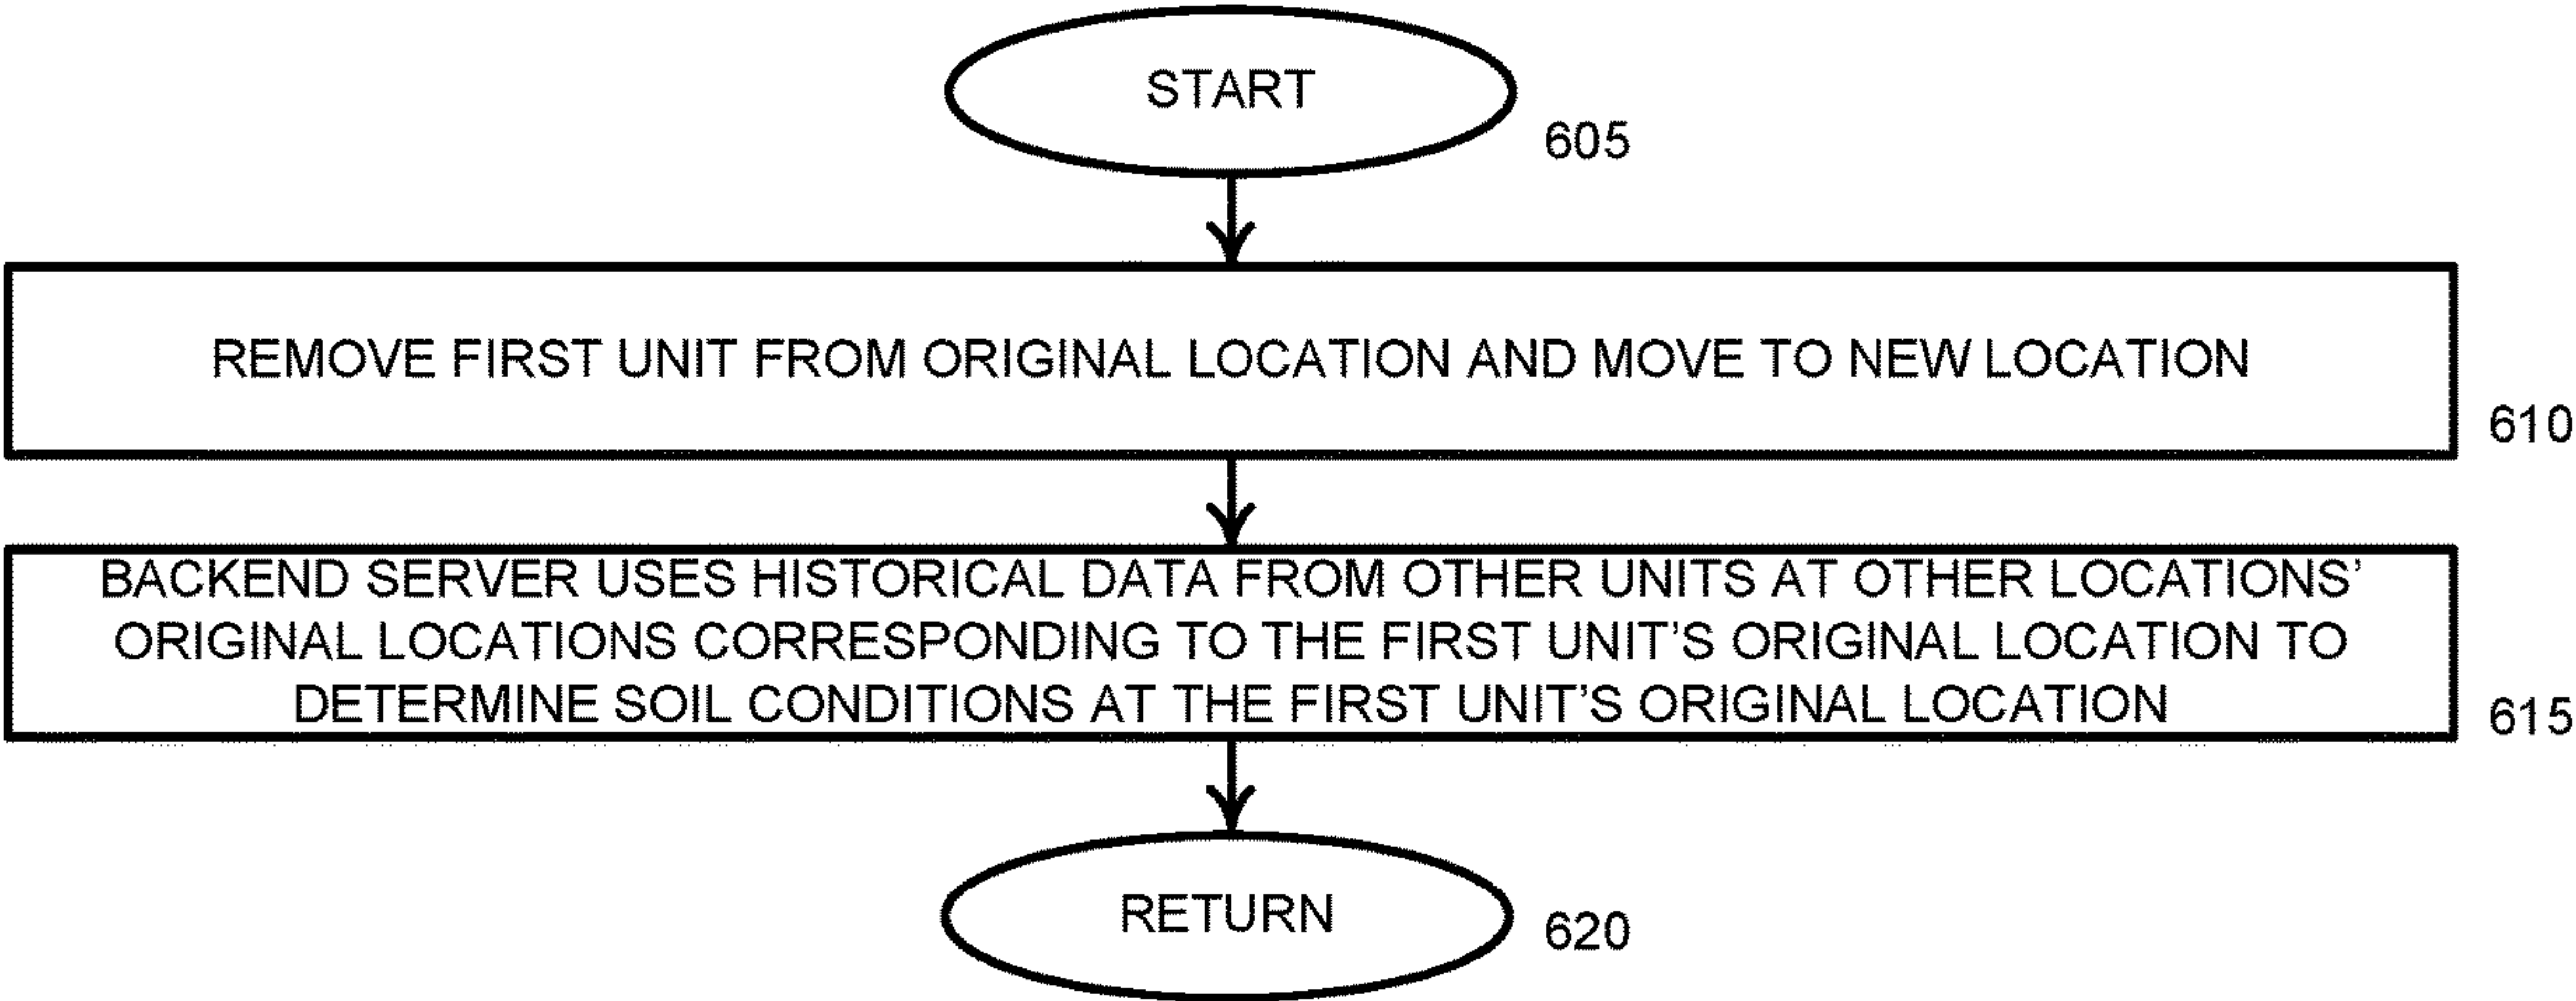 START
605
REMOVE FIRST UNIT FROM ORIGINAL LOCATION AND MOVE TO NEW LOCATION
610
BACKEND SERVER USES HISTORICAL DATA FROM OTHER UNITS AT OTHER LOCATIONS’
ORIGINAL LOCATIONS CORRESPONDING TO THE FIRST UNIT’S ORIGINAL LOCATION TO
DETERMINE SOIL CONDITIONS AT THE FIRST UNIT’S ORIGINAL LOCATION
615
RETURN
620